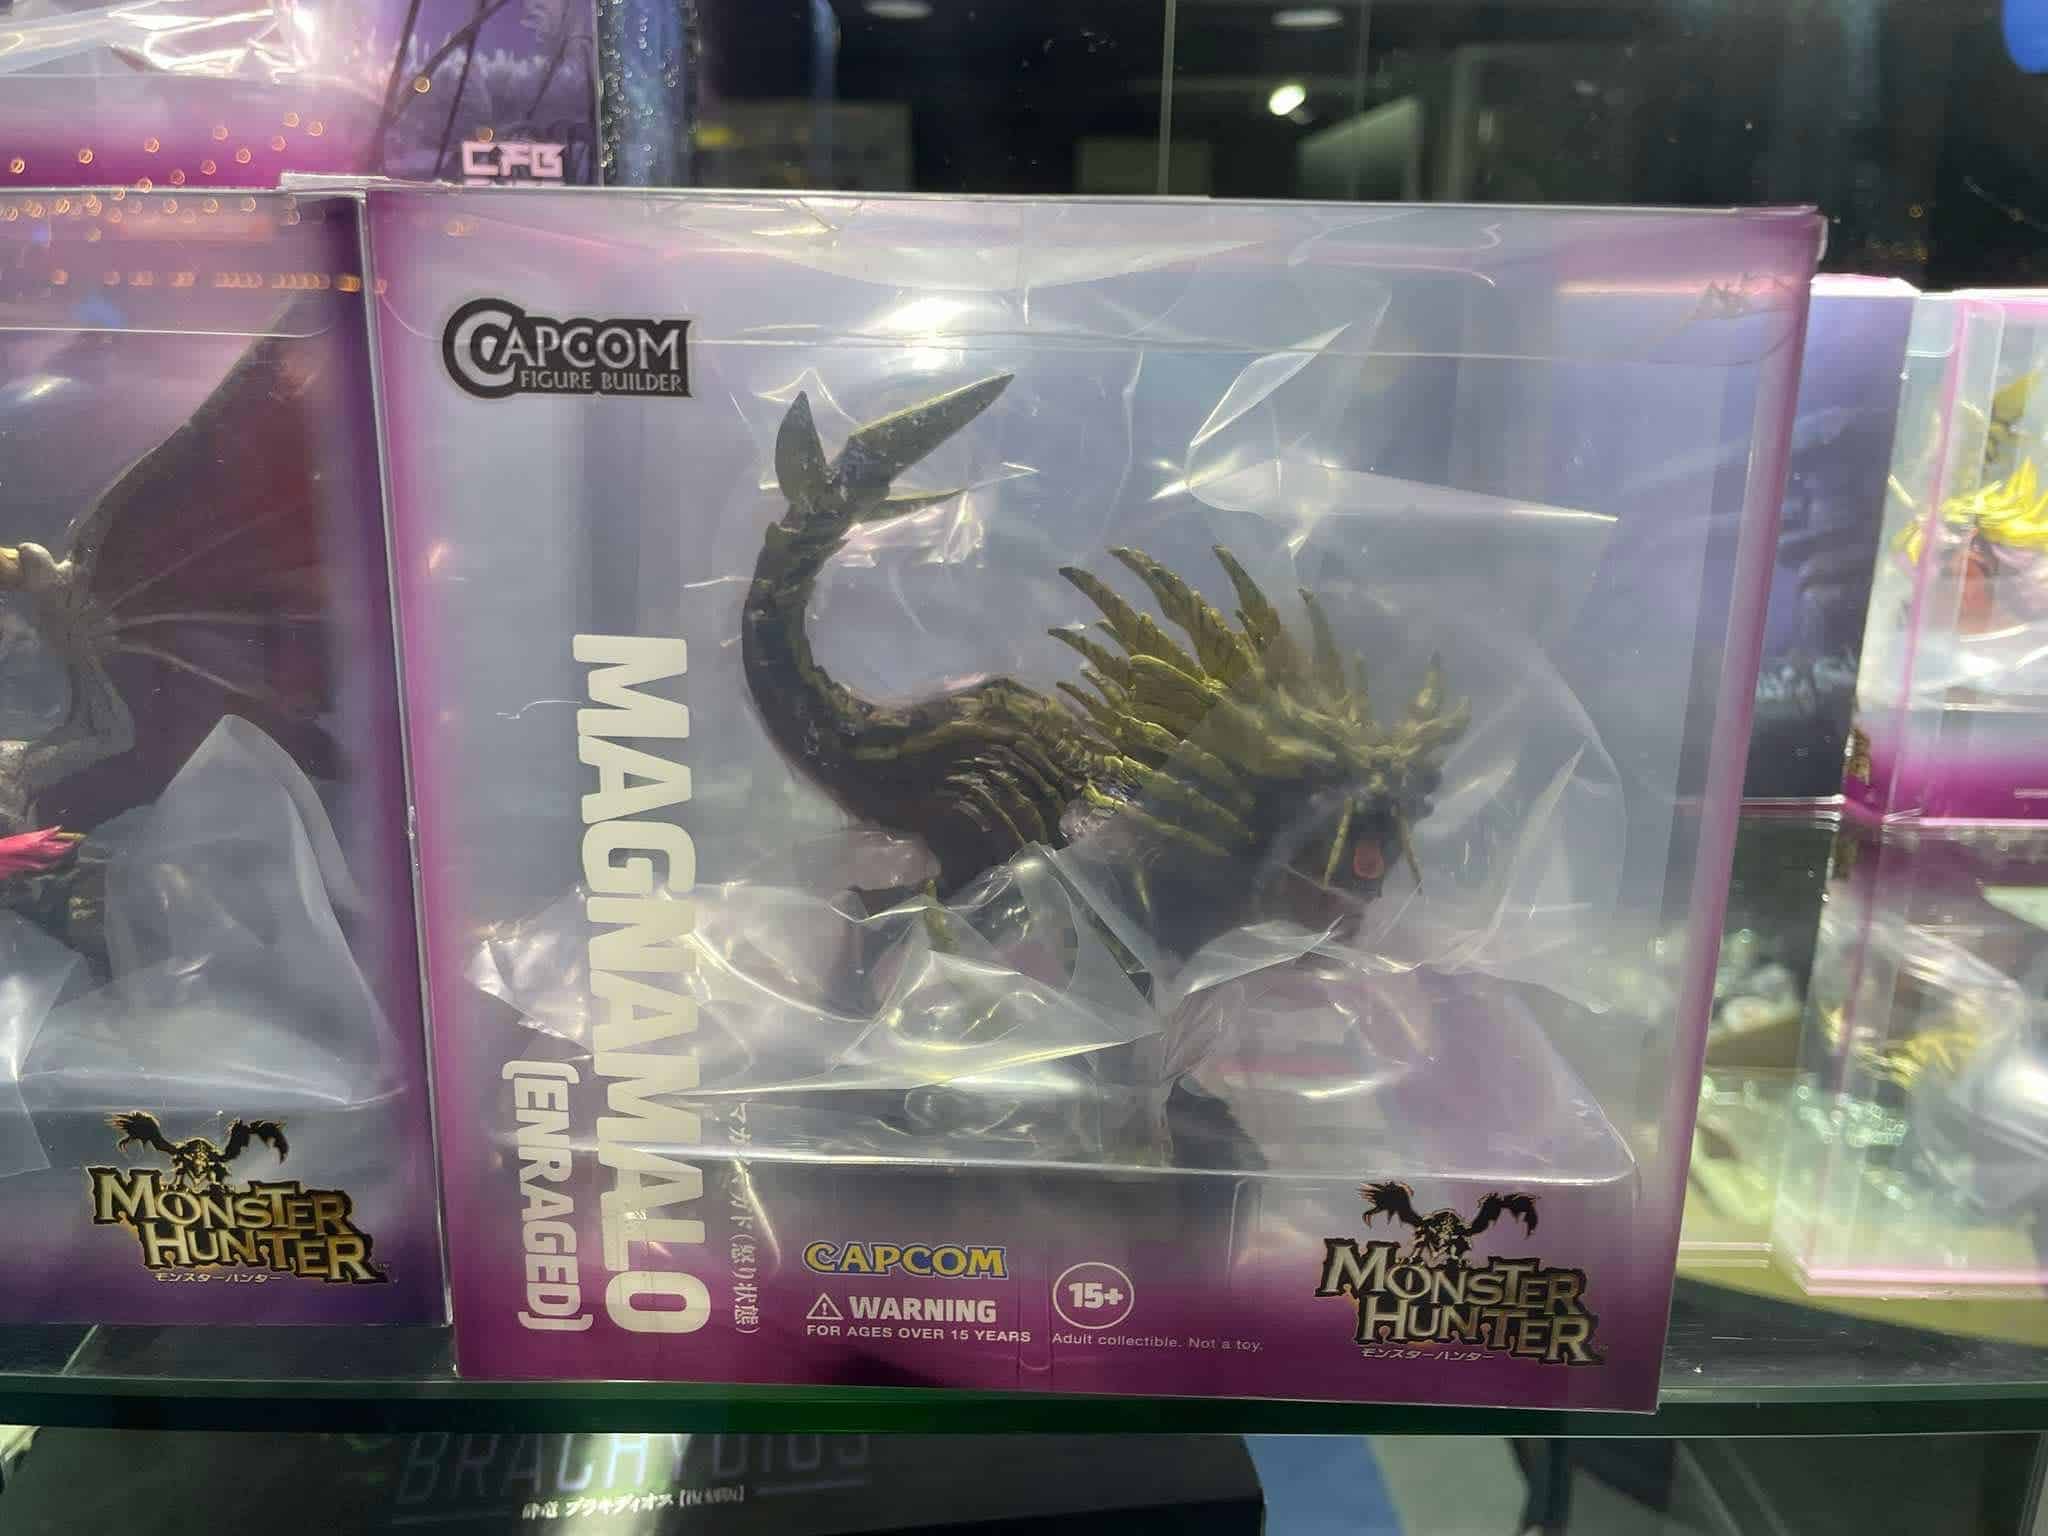 CFB
CAPCOM
FIGURE BUILDER
MAGNAMALO
(ENRAGED)
マガイマガド(怒り状態)
CAPCOM
WARNING
FOR AGES OVER 15 YEARS
15+
Adult collectible. Not a toy.
MONSTER
HUNTER
モンスターハンター
MONSTER
HUNTER
モンスターハンター
BRACHYDIOS
砕竜 ブラキディオス【復刻版】